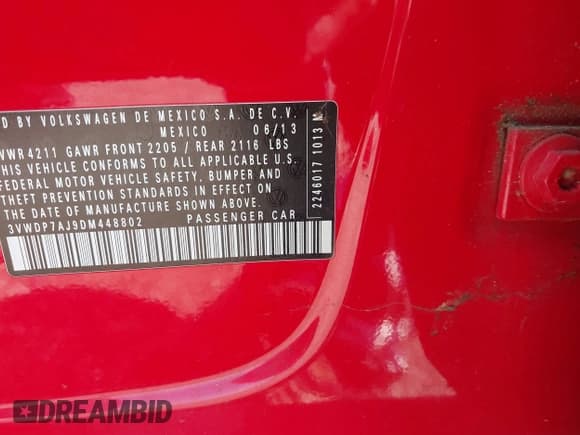 D BY VOLKSWAGEN DE MEXICO S.A. DE C.V.
MEXICO 06/13
VWR 4211 GAWR FRONT 2205 / REAR 2116 LBS
THIS VEHICLE CONFORMS TO ALL APPLICABLE U.S.
FEDERAL MOTOR VEHICLE SAFETY, BUMPER AND
THEFT PREVENTION STANDARDS IN EFFECT ON
DATE OF MANUFACTURE SHOWN ABOVE.
3VWDP7AJ9DM448802 PASSENGER CAR
2246017 1013 M
DREAMBID